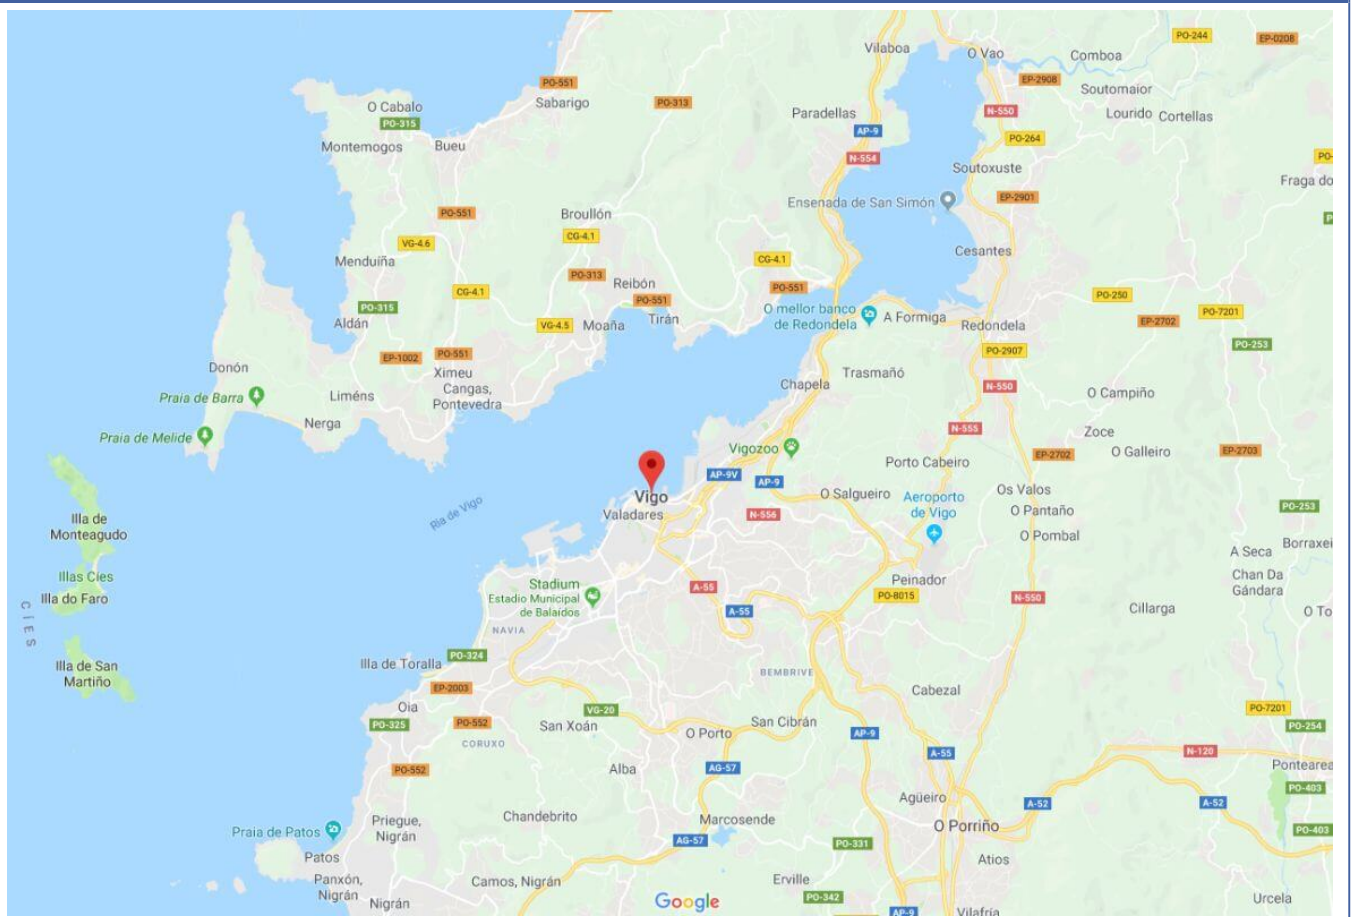 Vilaboa
O Vao
PO-244
EP-0208
Comboa
PO-551
EP-2908
Soutomaior
O Cabalo
Sabarigo
PO-313
Paradellas
N-550
Lourido
Cortellas
PO-315
AP-9
PO-264
Montemogos
Bueu
N-554
PO-
Soutoxuste
Fraga do
Ensenada de San Simón
EP-2901
PO-551
Broullón
P
VG-4.6
CG-4.1
Cesantes
Menduíña
CG-4.1
PO-313
Reibón
PO-551
CG-4.1
PO-250
PO-315
PO-551
O mellor banco
de Redondela
A Formiga
PO-7201
Aldán
VG-4.5
Moaña
Tirán
Redondela
EP-2702
PO-253
EP-1002
PO-551
PO-2907
Donón
Ximeu
Cangas,
Pontevedra
Trasmañó
Chapela
N-550
O Campiño
Praia de Barra
Liméns
Nerga
N-555
Zoce
Praia de Melide
Vigozoo
Porto Cabeiro
EP-2702
O Galleiro
EP-2703
AP-9V
AP-9
O Salgueiro
Aeroporto
de Vigo
Os Valos
Vigo
Ria de Vigo
Valadares
N-556
O Pantaño
PO-253
Illa de
Monteagudo
O Pombal
A Seca
Borraxei
Illas Cies
Stadium
Estadio Municipal
de Balaídos
A-55
Peinador
Chan Da
Gándara
Illa do Faro
PO-8015
N-550
CÍES
A-55
Cillarga
O To
NAVIA
Illa de San
Martiño
Illa de Toralla
PO-324
BEMBRIVE
EP-2003
Cabezal
Oia
VG-20
PO-7201
PO-325
PO-552
San Xoán
O Porto
San Cibrán
AP-9
PO-254
CORUXO
A-55
N-120
PO-552
Alba
AG-57
Pontearea
PO-403
Agüeiro
A-52
A-52
Chandebrito
Marcosende
Priegue,
Nigrán
O Porriño
PO-403
Praia de Patos
AG-57
PO-331
Patos
Atios
Panxón,
Nigrán
Camos, Nigrán
Erville
Nigrán
Google
PO-342
Urcela
AP-9
Vilafría